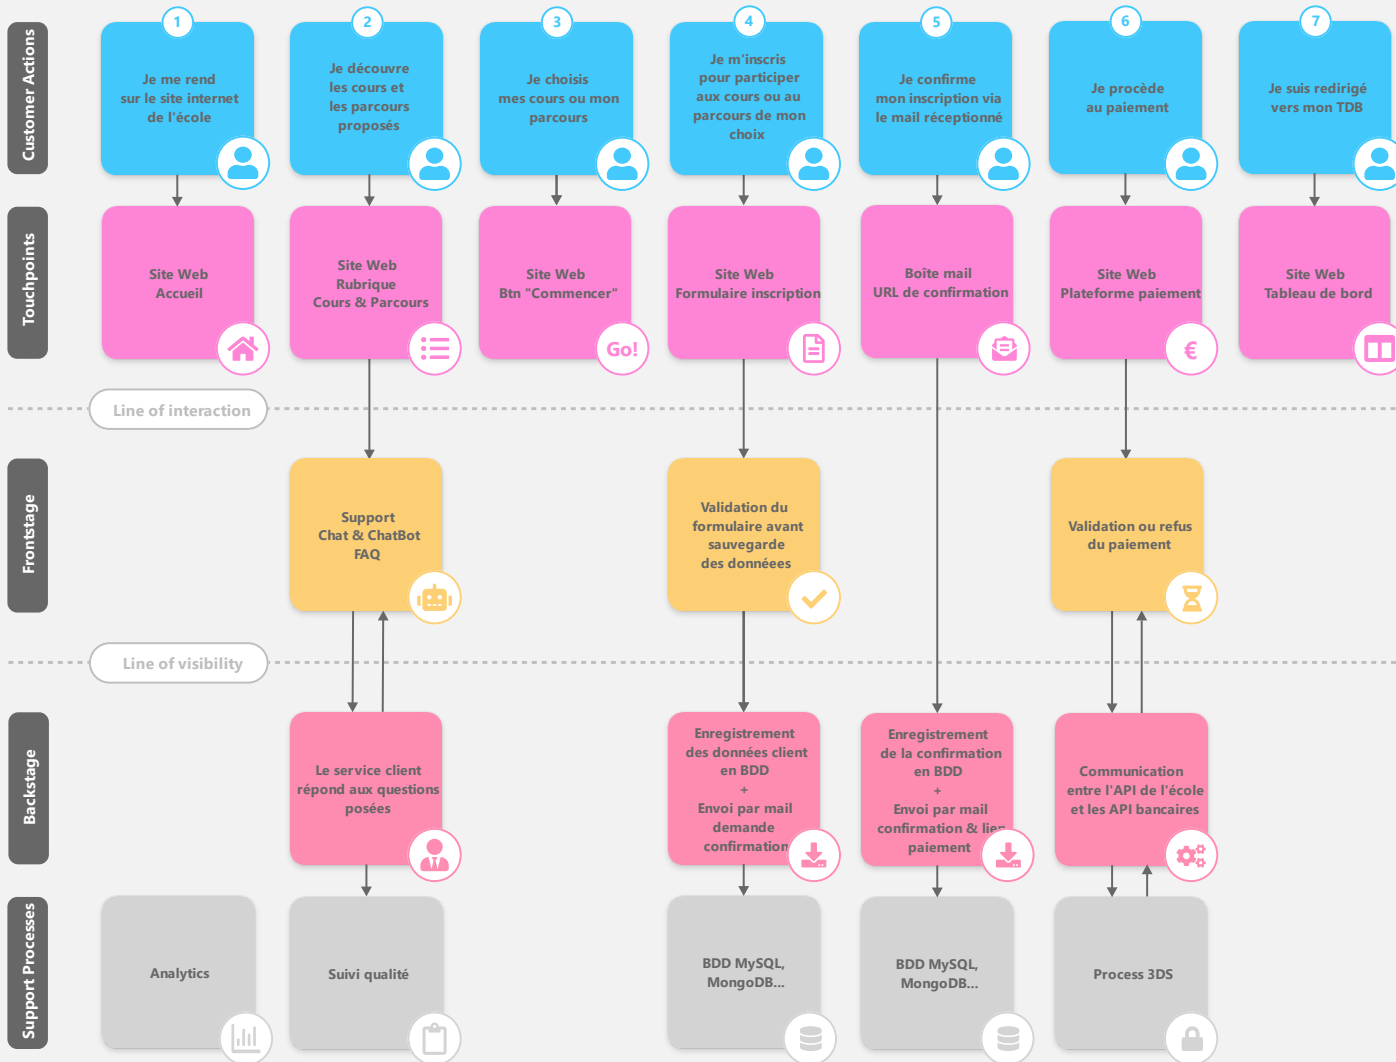 Customer Actions
1
Je me rend
sur le site internet
de l'école
2
Je découvre
les cours et
les parcours
proposés
3
Je choisis
mes cours ou mon
parcours
4
Je m'inscris
pour participer
aux cours ou au
parcours de mon
choix
5
Je confirme
mon inscription via
le mail réceptionné
6
Je procède
au paiement
7
Je suis redirigé
vers mon TDB
Touchpoints
Site Web
Accueil
Site Web
Rubrique
Cours & Parcours
Site Web
Btn "Commencer"
Go!
Site Web
Formulaire inscription
Boîte mail
URL de confirmation
Site Web
Plateforme paiement
€
Site Web
Tableau de bord
Line of interaction
Frontstage
Support
Chat & ChatBot
FAQ
Validation du
formulaire avant
sauvegarde
des donnéees
Validation ou refus
du paiement
Line of visibility
Backstage
Le service client
répond aux questions
posées
Enregistrement
des données client
en BDD
+
Envoi par mail
demande
confirmation
Enregistrement
de la confirmation
en BDD
+
Envoi par mail
confirmation & lien
paiement
Communication
entre l'API de l'école
et les API bancaires
Support Processes
Analytics
Suivi qualité
BDD MySQL,
MongoDB...
BDD MySQL,
MongoDB...
Process 3DS